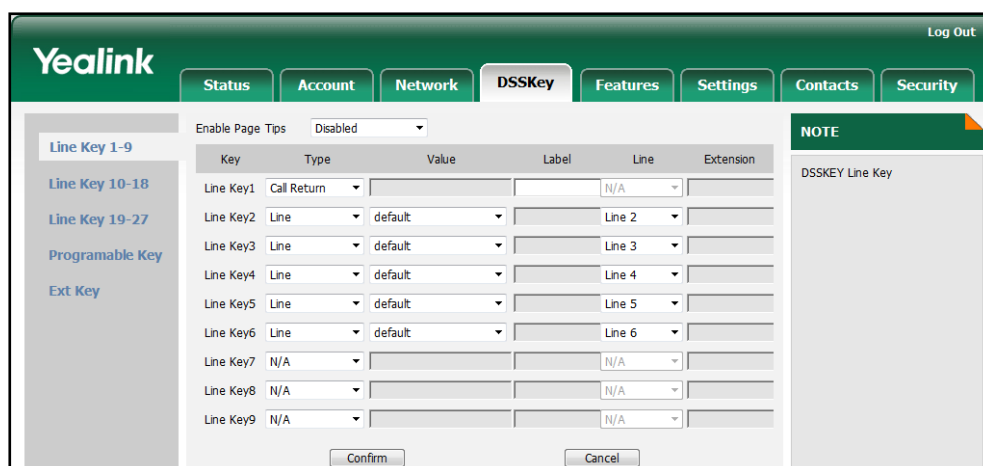 Log Out
Yealink
Status Account Network DSSKey Features Settings Contacts Security
Line Key 1-9
Line Key 10-18
Line Key 19-27
Programable Key
Ext Key
Enable Page Tips Disabled
Key Type Value Label Line Extension
Line Key1 Call Return N/A
Line Key2 Line default Line 2
Line Key3 Line default Line 3
Line Key4 Line default Line 4
Line Key5 Line default Line 5
Line Key6 Line default Line 6
Line Key7 N/A N/A
Line Key8 N/A N/A
Line Key9 N/A N/A
Confirm Cancel
NOTE
DSSKEY Line Key